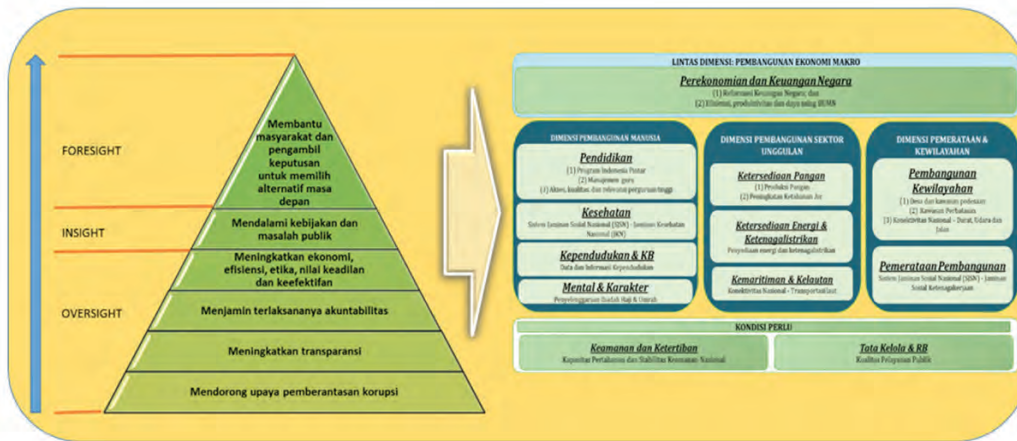 FORESIGHT
INSIGHT
OVERSIGHT
Membantu
masyarakat dan
pengambil
keputusan
untuk memilih
alternatif masa
depan
Mendalami kebijakan dan
masalah publik
Meningkatkan ekonomi,
efisiensi, etika, nilai keadilan
dan keefektifan
Menjamin terlaksananya akuntabilitas
Meningkatkan transparansi
Mendorong upaya pemberantasan korupsi
LINTAS DIMENSI: PEMBANGUNAN EKONOMI MAKRO
Perekonomian dan Keuangan Negara
(1) Reformasi Keuangan Negara; dan
(2) Efisiensi, produktivitas dan daya saing BUMN
DIMENSI PEMBANGUNAN MANUSIA
Pendidikan
(1) Program Indonesia Pintar
(2) Manajemen guru
(3) Akses, kualitas, dan relevansi perguruan tinggi
Kesehatan
Sistem Jaminan Sosial Nasional (SJSN) - Jaminan Kesehatan
Nasional (JKN)
Kependudukan & KB
Data dan Informasi Kependudukan
Mental & Karakter
Penyelenggaraan Ibadah Haji & Umrah
DIMENSI PEMBANGUNAN SEKTOR
UNGGULAN
Ketersediaan Pangan
(1) Produksi Pangan
(2) Peningkatan Ketahanan Air
Ketersediaan Energi &
Ketenagalistrikan
Penyediaan energi dan ketenagalistrikan
Kemaritiman & Kelautan
Konektivitas Nasional - Transportasi laut
DIMENSI PEMERATAAN &
KEWILAYAHAN
Pembangunan
Kewilayahan
(1) Desa dan kawasan pedesaan
(2) Kawasan Perbatasan
(3) Konektivitas Nasional - Darat, Udara dan
Jalan
Pemerataan Pembangunan
Sistem Jaminan Sosial Nasional (SJSN) - Jaminan
Sosial Ketenagakerjaan
KONDISI PERLU
Keamanan dan Ketertiban
Kapasitas Pertahanan dan Stabilitas Keamanan Nasional
Tata Kelola & RB
Kualitas Pelayanan Publik